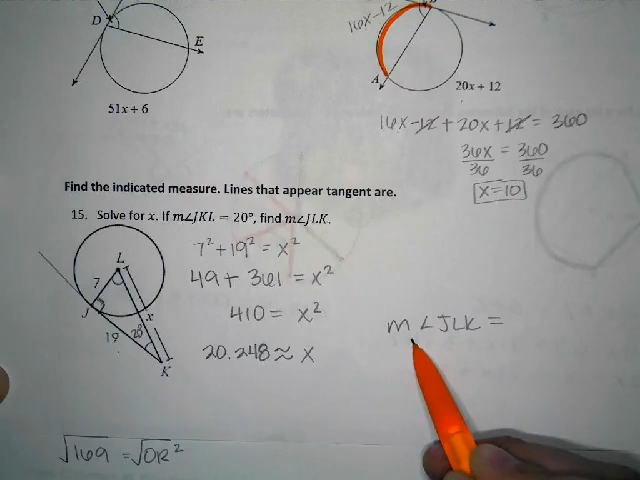 D
E
51x + 6
16x-12
A
20x + 12
16x-12 + 20x+12 = 360
36x = 360
36 36
x=10
Find the indicated measure. Lines that appear tangent are.
15. Solve for x. If m∠JKL = 20°, find m∠JLK.
L
7
J
x
19
20°
K
7² + 19² = x²
49 + 361 = x²
410 = x²
20.248 ≈ x
m∠JLK =
√169 = √OR²